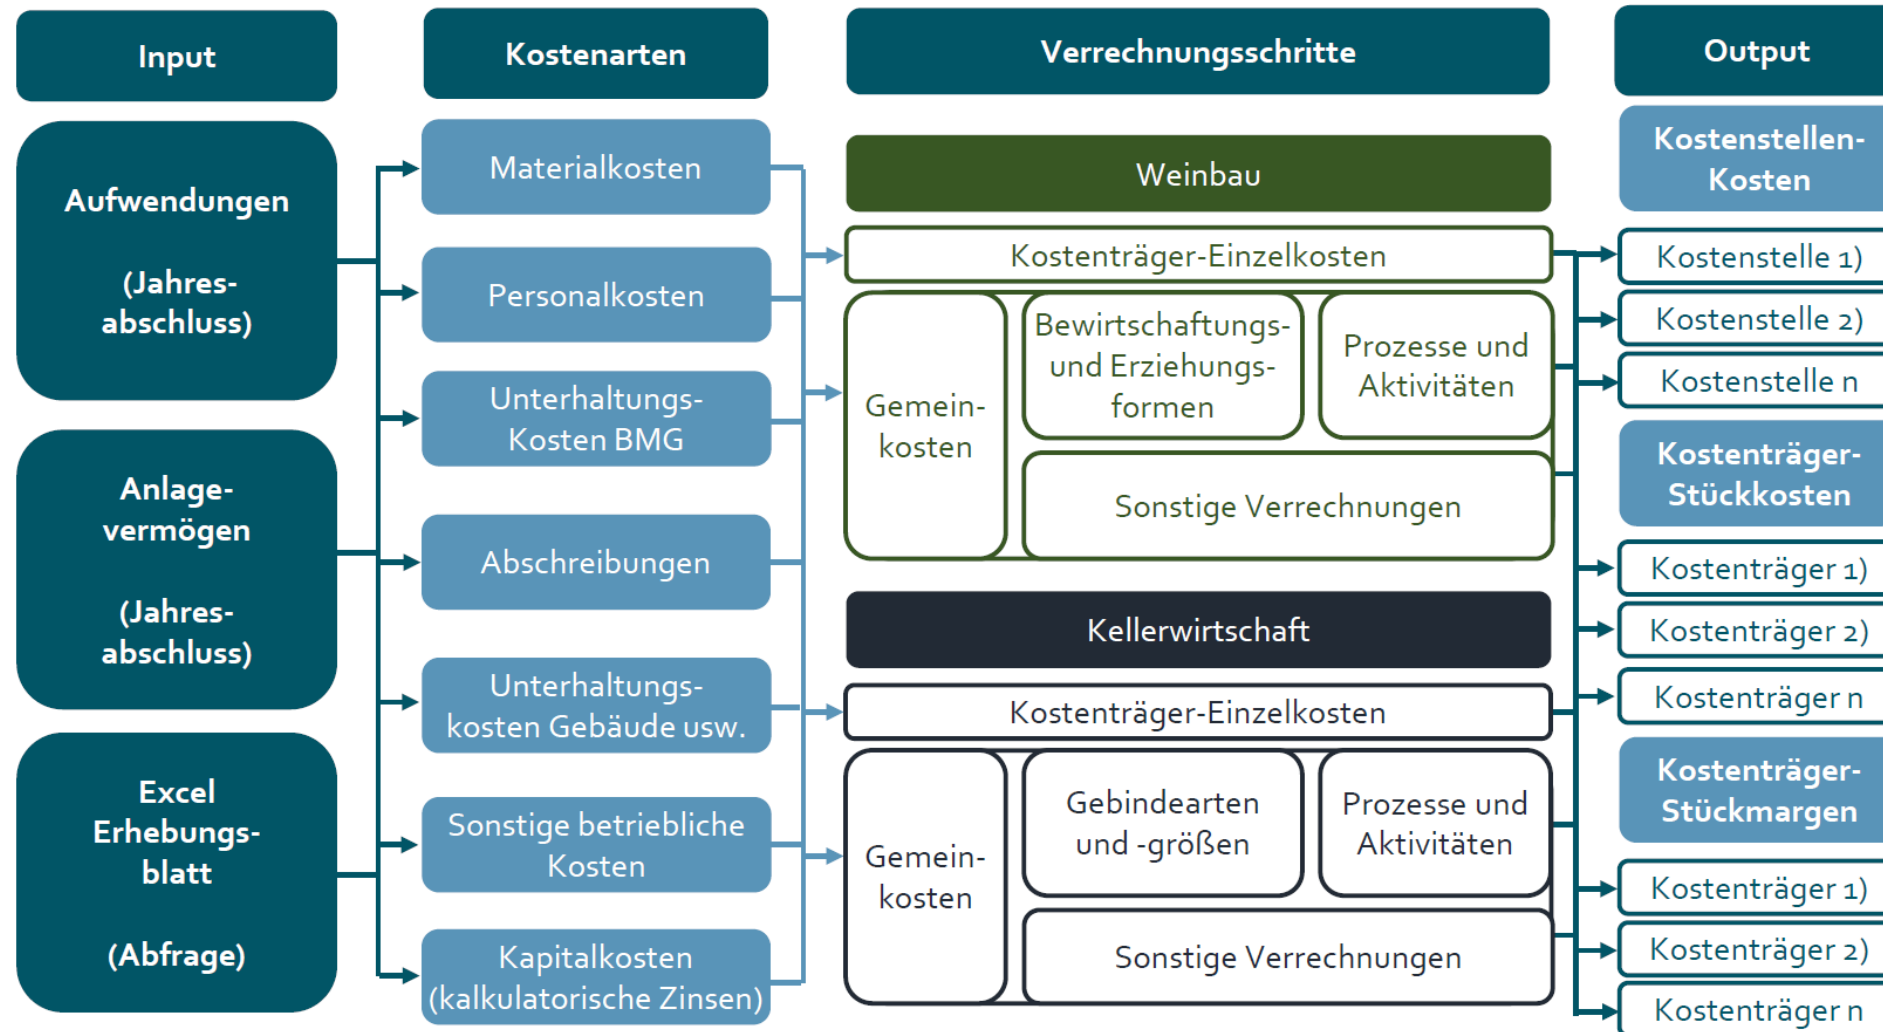 Input
Aufwendungen
(Jahres-
abschluss)
Anlage-
vermögen
(Jahres-
abschluss)
Excel
Erhebungs-
blatt
(Abfrage)
Kostenarten
Materialkosten
Personalkosten
Unterhaltungs-
Kosten BMG
Abschreibungen
Unterhaltungs-
kosten Gebäude usw.
Sonstige betriebliche
Kosten
Kapitalkosten
(kalkulatorische Zinsen)
Verrechnungsschritte
Weinbau
Kostenträger-Einzelkosten
Gemein-
kosten
Bewirtschaftungs-
und Erziehungs-
formen
Prozesse und
Aktivitäten
Sonstige Verrechnungen
Kellerwirtschaft
Kostenträger-Einzelkosten
Gemein-
kosten
Gebindearten
und -größen
Prozesse und
Aktivitäten
Sonstige Verrechnungen
Output
Kostenstellen-
Kosten
Kostenstelle 1)
Kostenstelle 2)
Kostenstelle n
Kostenträger-
Stückkosten
Kostenträger 1)
Kostenträger 2)
Kostenträger n
Kostenträger-
Stückmargen
Kostenträger 1)
Kostenträger 2)
Kostenträger n